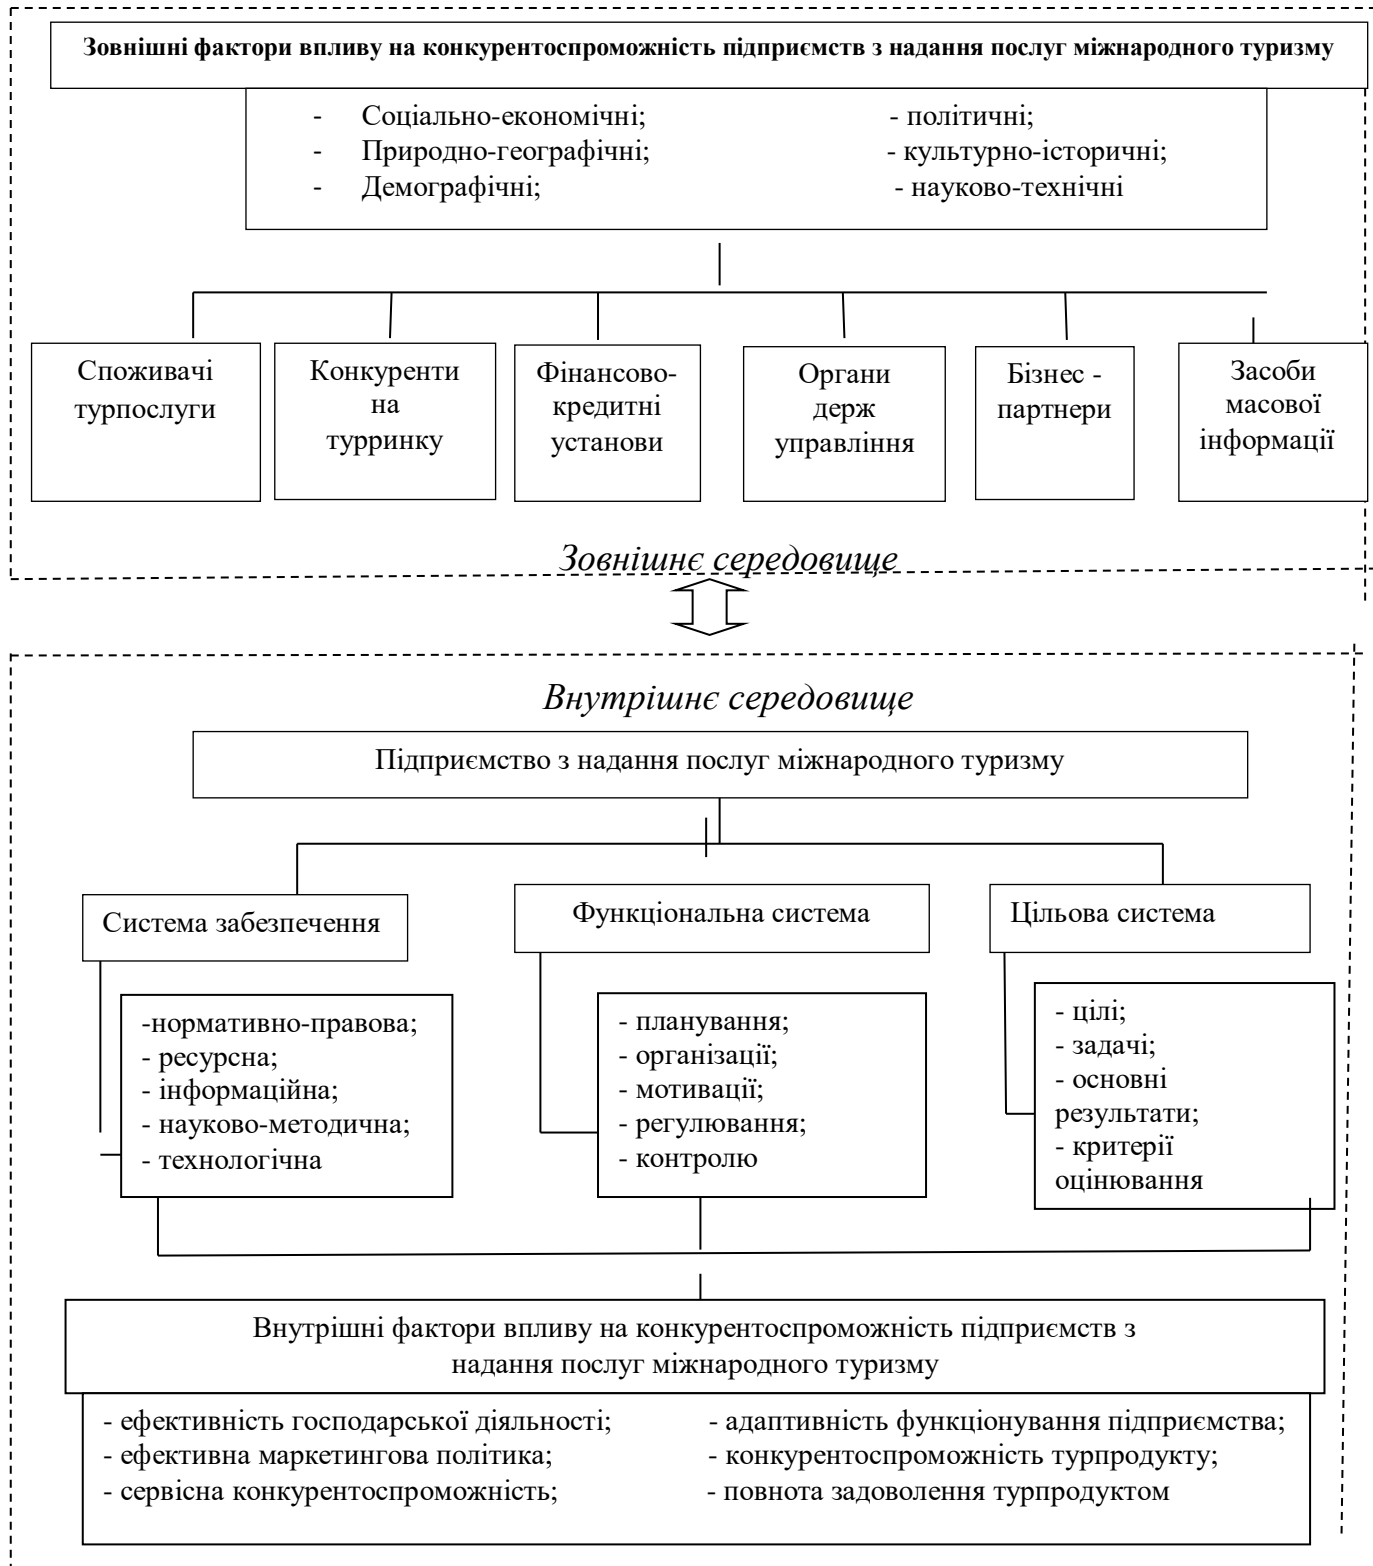 Зовнішні фактори впливу на конкурентоспроможність підприємств з надання послуг міжнародного туризму
- Соціально-економічні; - політичні;
- Природно-географічні; - культурно-історичні;
- Демографічні; - науково-технічні
Споживачі
турпослуги
Конкуренти
на
турринку
Фінансово-
кредитні
установи
Органи
держ
управління
Бізнес -
партнери
Засоби
масової
інформації
Зовнішнє середовище
Внутрішнє середовище
Підприємство з надання послуг міжнародного туризму
Система забезпечення
Функціональна система
Цільова система
-нормативно-правова;
- ресурсна;
- інформаційна;
- науково-методична;
- технологічна
- планування;
- організації;
- мотивації;
- регулювання;
- контролю
- цілі;
- задачі;
- основні
результати;
- критерії
оцінювання
Внутрішні фактори впливу на конкурентоспроможність підприємств з
надання послуг міжнародного туризму
- ефективність господарської діяльності; - адаптивність функціонування підприємства;
- ефективна маркетингова політика; - конкурентоспроможність турпродукту;
- сервісна конкурентоспроможність; - повнота задоволення турпродуктом